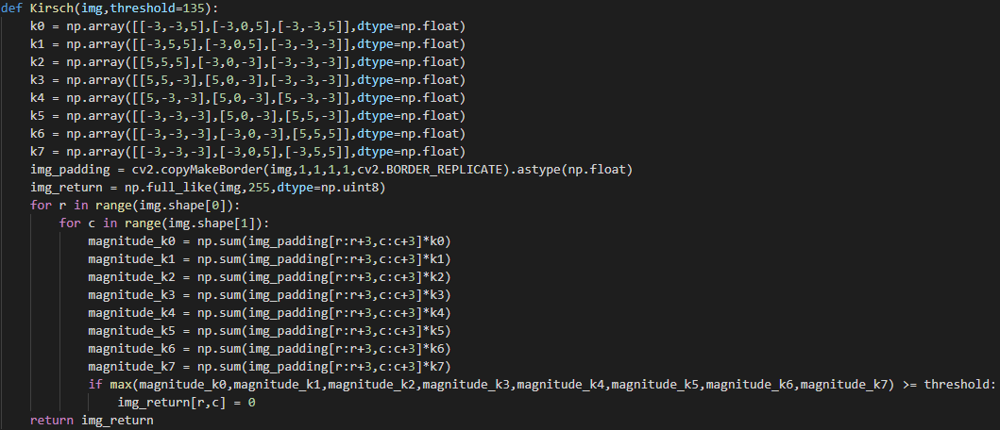 def Kirsch(img,threshold=135):
    k0 = np.array([[-3,-3,5],[-3,0,5],[-3,-3,5]],dtype=np.float)
    k1 = np.array([[-3,5,5],[-3,0,5],[-3,-3,-3]],dtype=np.float)
    k2 = np.array([[5,5,5],[-3,0,-3],[-3,-3,-3]],dtype=np.float)
    k3 = np.array([[5,5,-3],[5,0,-3],[-3,-3,-3]],dtype=np.float)
    k4 = np.array([[5,-3,-3],[5,0,-3],[5,-3,-3]],dtype=np.float)
    k5 = np.array([[-3,-3,-3],[5,0,-3],[5,5,-3]],dtype=np.float)
    k6 = np.array([[-3,-3,-3],[-3,0,-3],[5,5,5]],dtype=np.float)
    k7 = np.array([[-3,-3,-3],[-3,0,5],[-3,5,5]],dtype=np.float)
    img_padding = cv2.copyMakeBorder(img,1,1,1,1,cv2.BORDER_REPLICATE).astype(np.float)
    img_return = np.full_like(img,255,dtype=np.uint8)
    for r in range(img.shape[0]):
        for c in range(img.shape[1]):
            magnitude_k0 = np.sum(img_padding[r:r+3,c:c+3]*k0)
            magnitude_k1 = np.sum(img_padding[r:r+3,c:c+3]*k1)
            magnitude_k2 = np.sum(img_padding[r:r+3,c:c+3]*k2)
            magnitude_k3 = np.sum(img_padding[r:r+3,c:c+3]*k3)
            magnitude_k4 = np.sum(img_padding[r:r+3,c:c+3]*k4)
            magnitude_k5 = np.sum(img_padding[r:r+3,c:c+3]*k5)
            magnitude_k6 = np.sum(img_padding[r:r+3,c:c+3]*k6)
            magnitude_k7 = np.sum(img_padding[r:r+3,c:c+3]*k7)
            if max(magnitude_k0,magnitude_k1,magnitude_k2,magnitude_k3,magnitude_k4,magnitude_k5,magnitude_k6,magnitude_k7) >= threshold:
                img_return[r,c] = 0
    return img_return